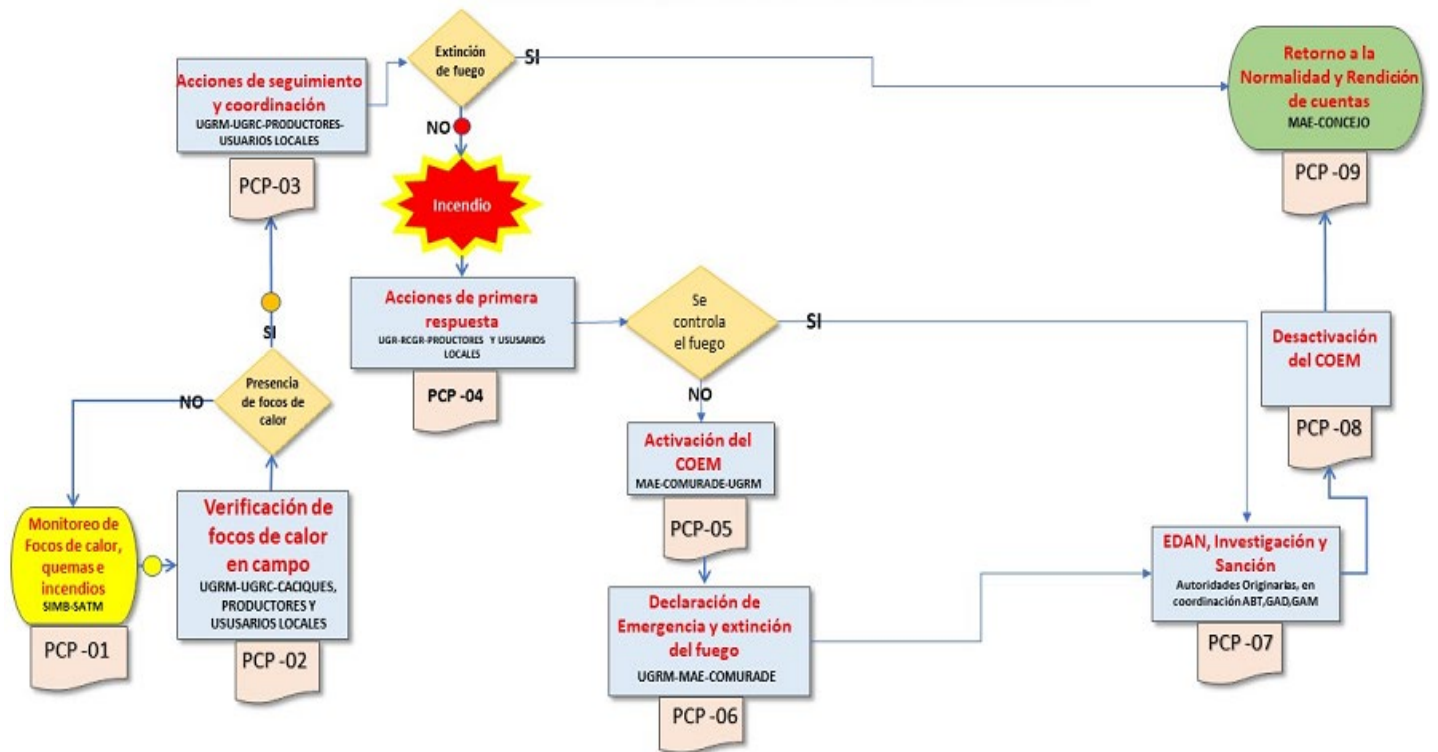 Extinción
de fuego
SI
NO
Acciones de seguimiento
y coordinación
UGRM-UGRC-PRODUCTORES-
USUARIOS LOCALES
PCP-03
Retorno a la
Normalidad y Rendición
de cuentas
MAE-CONCEJO
PCP -09
Incendio
Acciones de primera
respuesta
UGR-RCGR-PROUCTORES Y USUSARIOS
LOCALES
PCP -04
Se
controla
el fuego
SI
NO
Desactivación
del COEM
PCP -08
SI
Presencia
de focos de
calor
NO
Activación del
COEM
MAE-COMURADE-UGRM
PCP-05
Monitoreo de
Focos de calor,
quemas e
incendios
SIMB-SATM
PCP -01
Verificación de
focos de calor
en campo
UGRM-UGRC-CACIQUES,
PRODUCTORES Y
USUSARIOS LOCALES
PCP -02
Declaración de
Emergencia y extinción
del fuego
UGRM-MAE-COMURADE
PCP -06
EDAN, Investigación y
Sanción
Autoridades Originarias, en
coordinación ABT,GAD,GAM
PCP -07